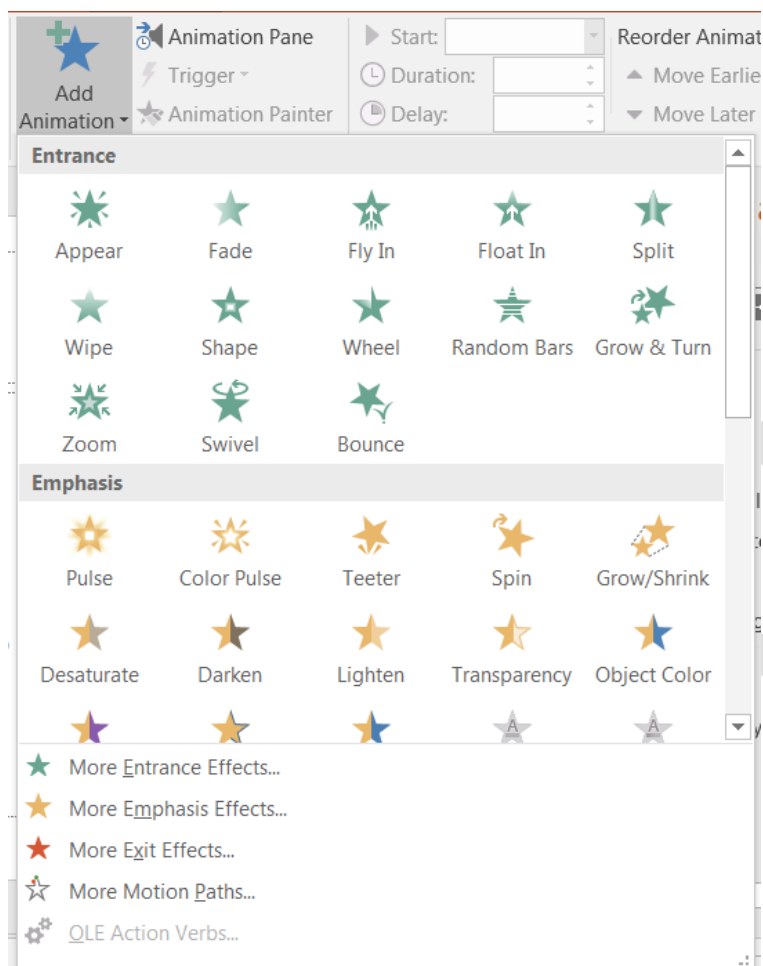 Add
Animation
Animation Pane
Trigger
Animation Painter
Start:
Duration:
Delay:
Reorder Animat
Move Earlie
Move Later
Entrance
Appear
Fade
Fly In
Float In
Split
Wipe
Shape
Wheel
Random Bars
Grow & Turn
Zoom
Swivel
Bounce
Emphasis
Pulse
Color Pulse
Teeter
Spin
Grow/Shrink
Desaturate
Darken
Lighten
Transparency
Object Color
More Entrance Effects...
More Emphasis Effects...
More Exit Effects...
More Motion Paths...
OLE Action Verbs...